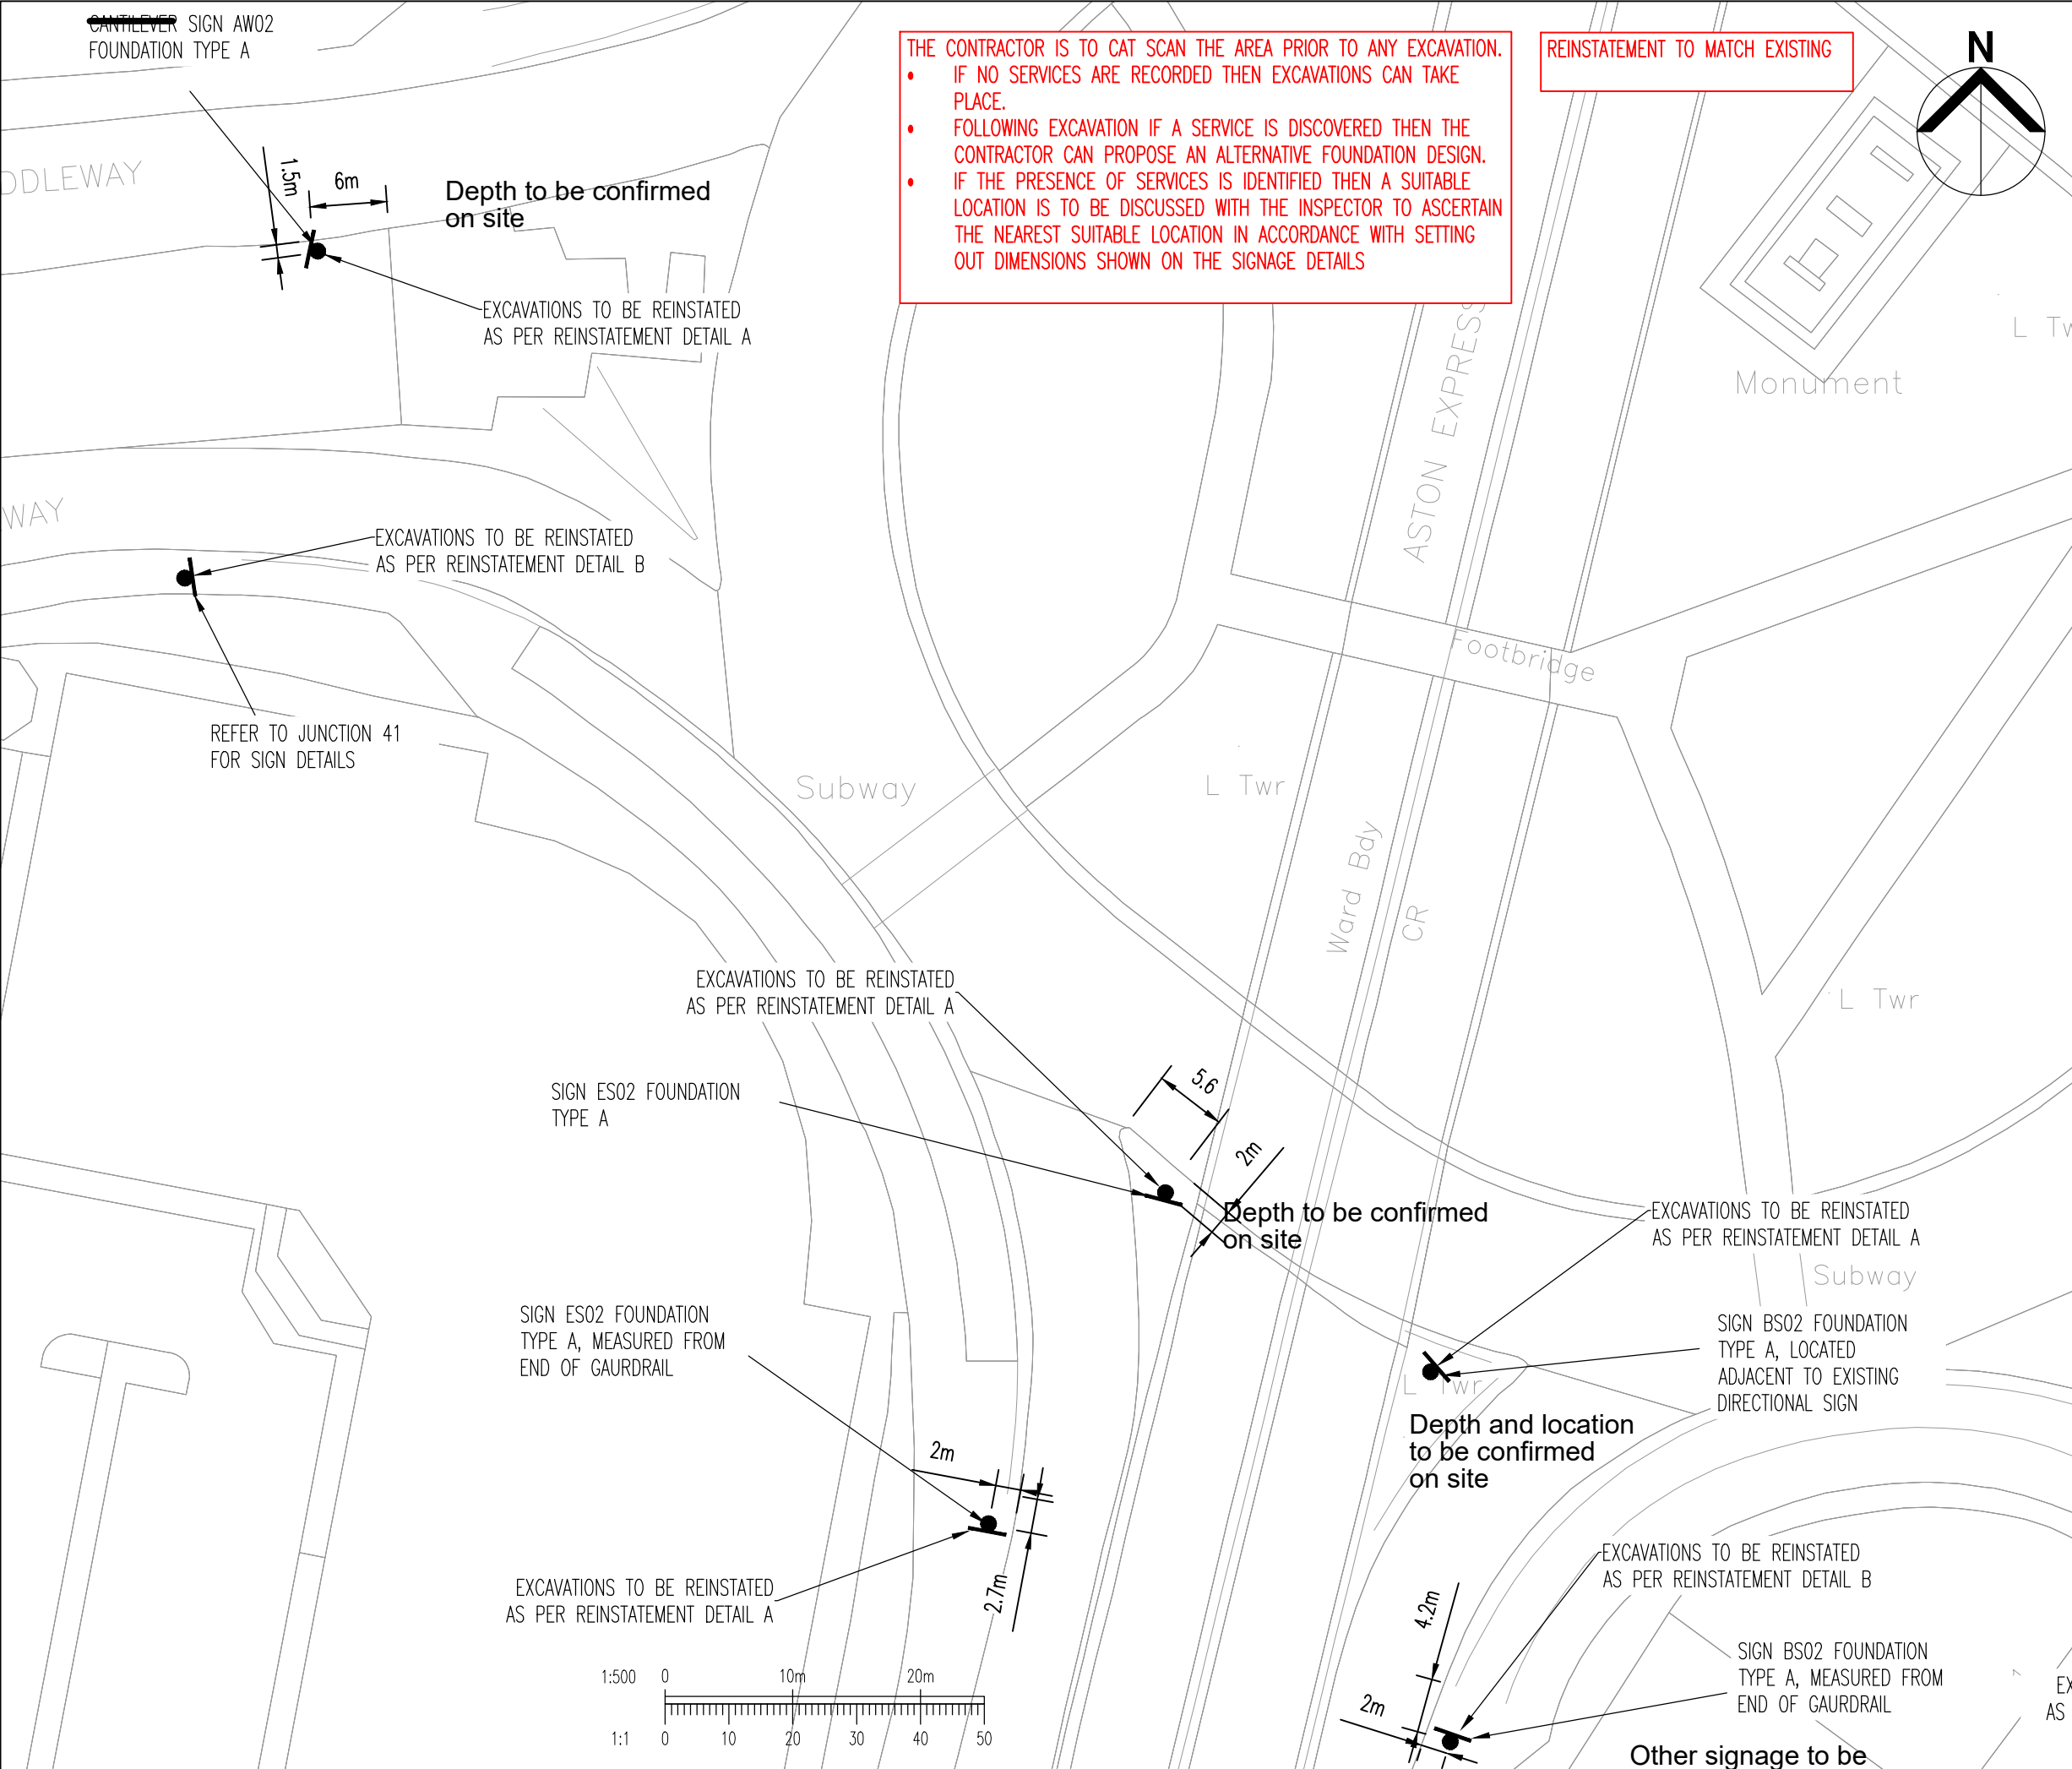 CANTILEVER SIGN AW02
FOUNDATION TYPE A
THE CONTRACTOR IS TO CAT SCAN THE AREA PRIOR TO ANY EXCAVATION.
• IF NO SERVICES ARE RECORDED THEN EXCAVATIONS CAN TAKE
PLACE.
• FOLLOWING EXCAVATION IF A SERVICE IS DISCOVERED THEN THE
CONTRACTOR CAN PROPOSE AN ALTERNATIVE FOUNDATION DESIGN.
• IF THE PRESENCE OF SERVICES IS IDENTIFIED THEN A SUITABLE
LOCATION IS TO BE DISCUSSED WITH THE INSPECTOR TO ASCERTAIN
THE NEAREST SUITABLE LOCATION IN ACCORDANCE WITH SETTING
OUT DIMENSIONS SHOWN ON THE SIGNAGE DETAILS
REINSTATEMENT TO MATCH EXISTING
N
DDLEWAY
1.5m
6m
Depth to be confirmed
on site
EXCAVATIONS TO BE REINSTATED
AS PER REINSTATEMENT DETAIL A
ASTON EXPRESS
L Tw
Monument
WAY
EXCAVATIONS TO BE REINSTATED
AS PER REINSTATEMENT DETAIL B
Footbridge
REFER TO JUNCTION 41
FOR SIGN DETAILS
Subway
L Twr
Ward Bdy
CR
L Twr
EXCAVATIONS TO BE REINSTATED
AS PER REINSTATEMENT DETAIL A
SIGN ES02 FOUNDATION
TYPE A
5.6
2m
Depth to be confirmed
on site
EXCAVATIONS TO BE REINSTATED
AS PER REINSTATEMENT DETAIL A
Subway
SIGN ES02 FOUNDATION
TYPE A, MEASURED FROM
END OF GAURDRAIL
SIGN BS02 FOUNDATION
TYPE A, LOCATED
ADJACENT TO EXISTING
DIRECTIONAL SIGN
L Twr
Depth and location
to be confirmed
on site
2m
2.7m
EXCAVATIONS TO BE REINSTATED
AS PER REINSTATEMENT DETAIL A
EXCAVATIONS TO BE REINSTATED
AS PER REINSTATEMENT DETAIL B
4.2m
2m
SIGN BS02 FOUNDATION
TYPE A, MEASURED FROM
END OF GAURDRAIL
EX
AS
1:500 0 10m 20m
1:1 0 10 20 30 40 50
Other signage to be